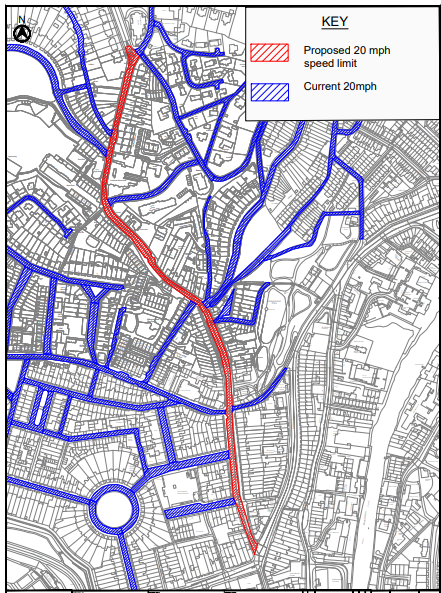 N
KEY
Proposed 20 mph
speed limit
Current 20mph